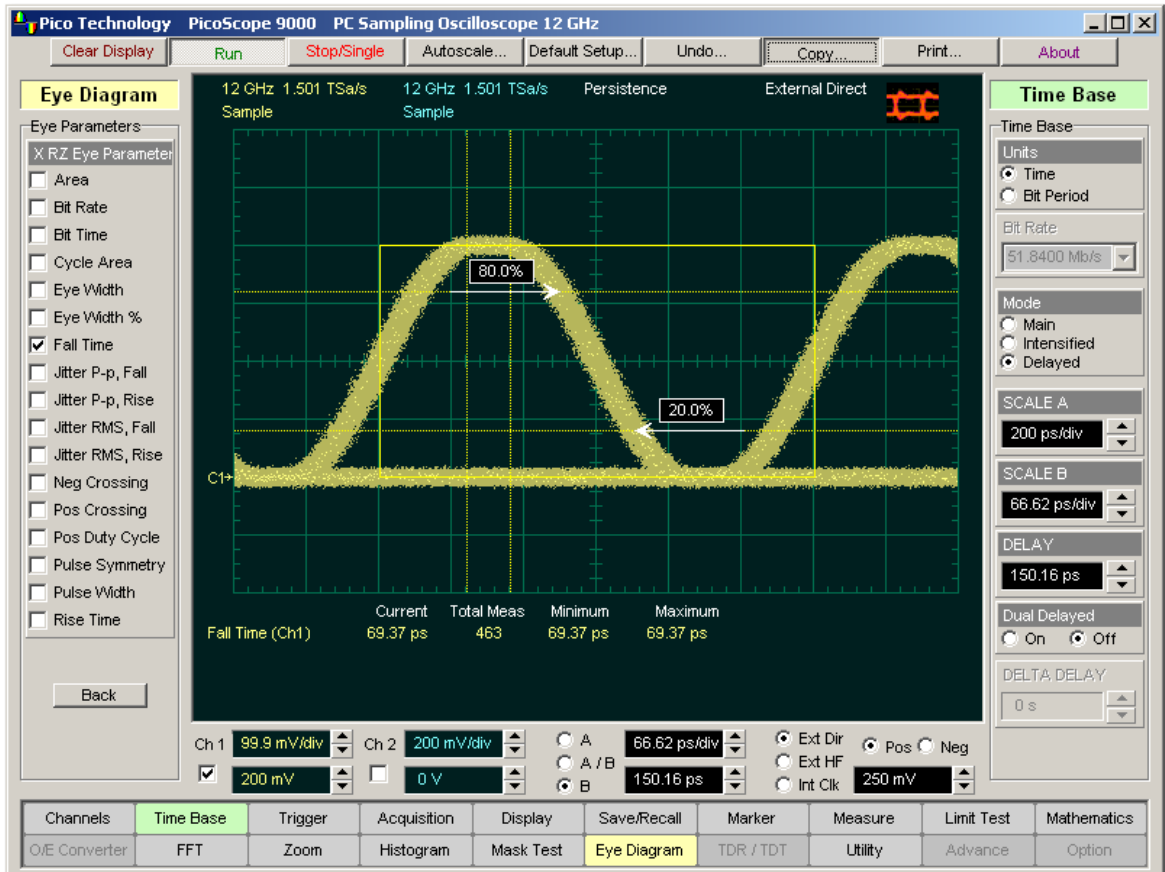 Pico Technology PicoScope 9000 PC Sampling Oscilloscope 12 GHz
Clear Display Run Stop/Single Autoscale... Default Setup... Undo... Copy... Print... About
Eye Diagram
Eye Parameters
X RZ Eye Parameter
Area
Bit Rate
Bit Time
Cycle Area
Eye Width
Eye Width %
Fall Time
Jitter P-p, Fall
Jitter P-p, Rise
Jitter RMS, Fall
Jitter RMS, Rise
Neg Crossing
Pos Crossing
Pos Duty Cycle
Pulse Symmetry
Pulse Width
Rise Time
Back
12 GHz 1.501 TSa/s 12 GHz 1.501 TSa/s Persistence External Direct
Sample Sample
80.0%
20.0%
C1
Current Total Meas Minimum Maximum
Fall Time (Ch1) 69.37 ps 463 69.37 ps 69.37 ps
Time Base
Time Base
Units
Time
Bit Period
Bit Rate
51.8400 Mb/s
Mode
Main
Intensified
Delayed
SCALE A
200 ps/div
SCALE B
66.62 ps/div
DELAY
150.16 ps
Dual Delayed
On Off
DELTA DELAY
0 s
Ch 1 99.9 mV/div Ch 2 200 mV/div A 66.62 ps/div Ext Dir Pos Neg
A / B Ext HF
200 mV 0 V B 150.16 ps Int Clk 250 mV
Channels Time Base Trigger Acquisition Display Save/Recall Marker Measure Limit Test Mathematics
O/E Converter FFT Zoom Histogram Mask Test Eye Diagram TDR / TDT Utility Advance Option